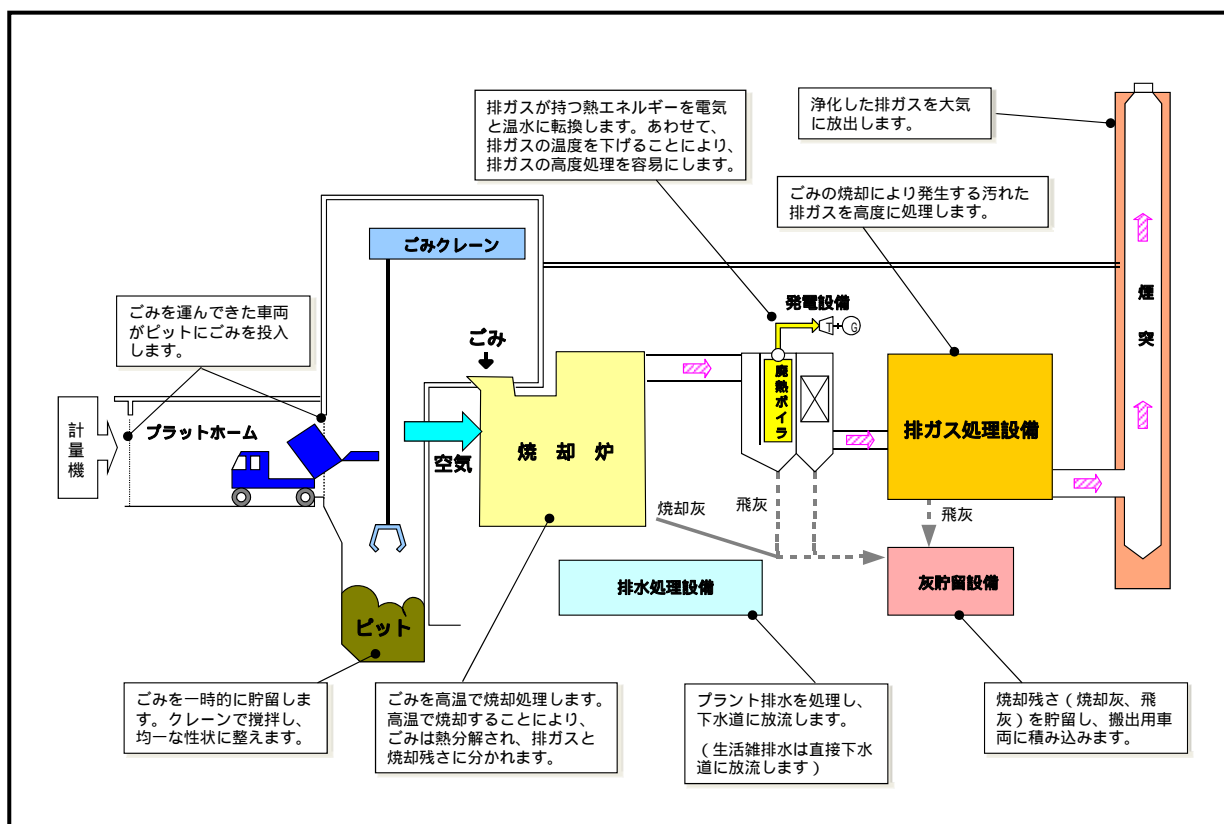 排ガスが持つ熱エネルギーを電気
と温水に転換します。あわせて、
排ガスの温度を下げることにより、
排ガスの高度処理を容易にします。
浄化した排ガスを大気
に放出します。
ごみの焼却により発生する汚れた
排ガスを高度に処理します。
ごみクレーン
ごみを運んできた車両
がピットにごみを投入
します。
発電設備
T
G
煙突
ごみ
計量機
プラットホーム
空気
焼却炉
廃熱ボイラ
排ガス処理設備
焼却灰
飛灰
飛灰
排水処理設備
灰貯留設備
ピット
ごみを一時的に貯留しま
す。クレーンで撹拌し、
均一な性状に整えます。
ごみを高温で焼却処理します。
高温で焼却することにより、
ごみは熱分解され、排ガスと
焼却残さに分かれます。
プラント排水を処理し、
下水道に放流します。
（生活雑排水は直接下水
道に放流します）
焼却残さ（焼却灰、飛
灰）を貯留し、搬出用車
両に積み込みます。